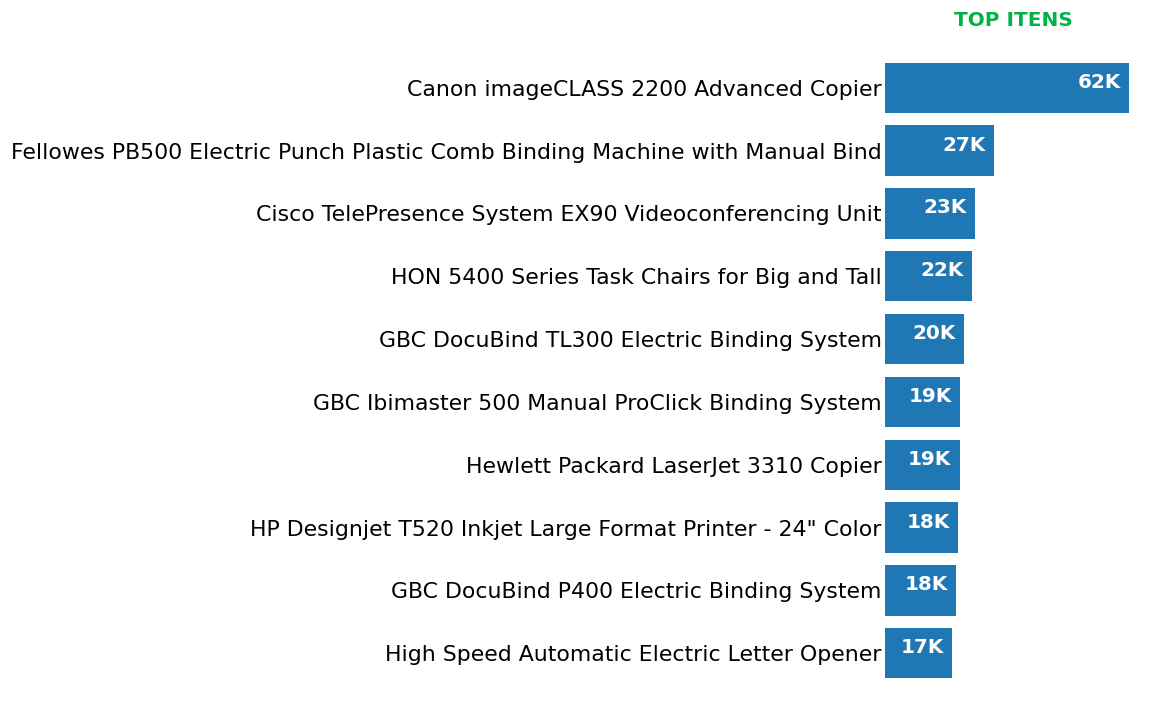 TOP ITENS
Canon imageCLASS 2200 Advanced Copier 62K
Fellowes PB500 Electric Punch Plastic Comb Binding Machine with Manual Bind 27K
Cisco TelePresence System EX90 Videoconferencing Unit 23K
HON 5400 Series Task Chairs for Big and Tall 22K
GBC DocuBind TL300 Electric Binding System 20K
GBC Ibimaster 500 Manual ProClick Binding System 19K
Hewlett Packard LaserJet 3310 Copier 19K
HP Designjet T520 Inkjet Large Format Printer - 24" Color 18K
GBC DocuBind P400 Electric Binding System 18K
High Speed Automatic Electric Letter Opener 17K